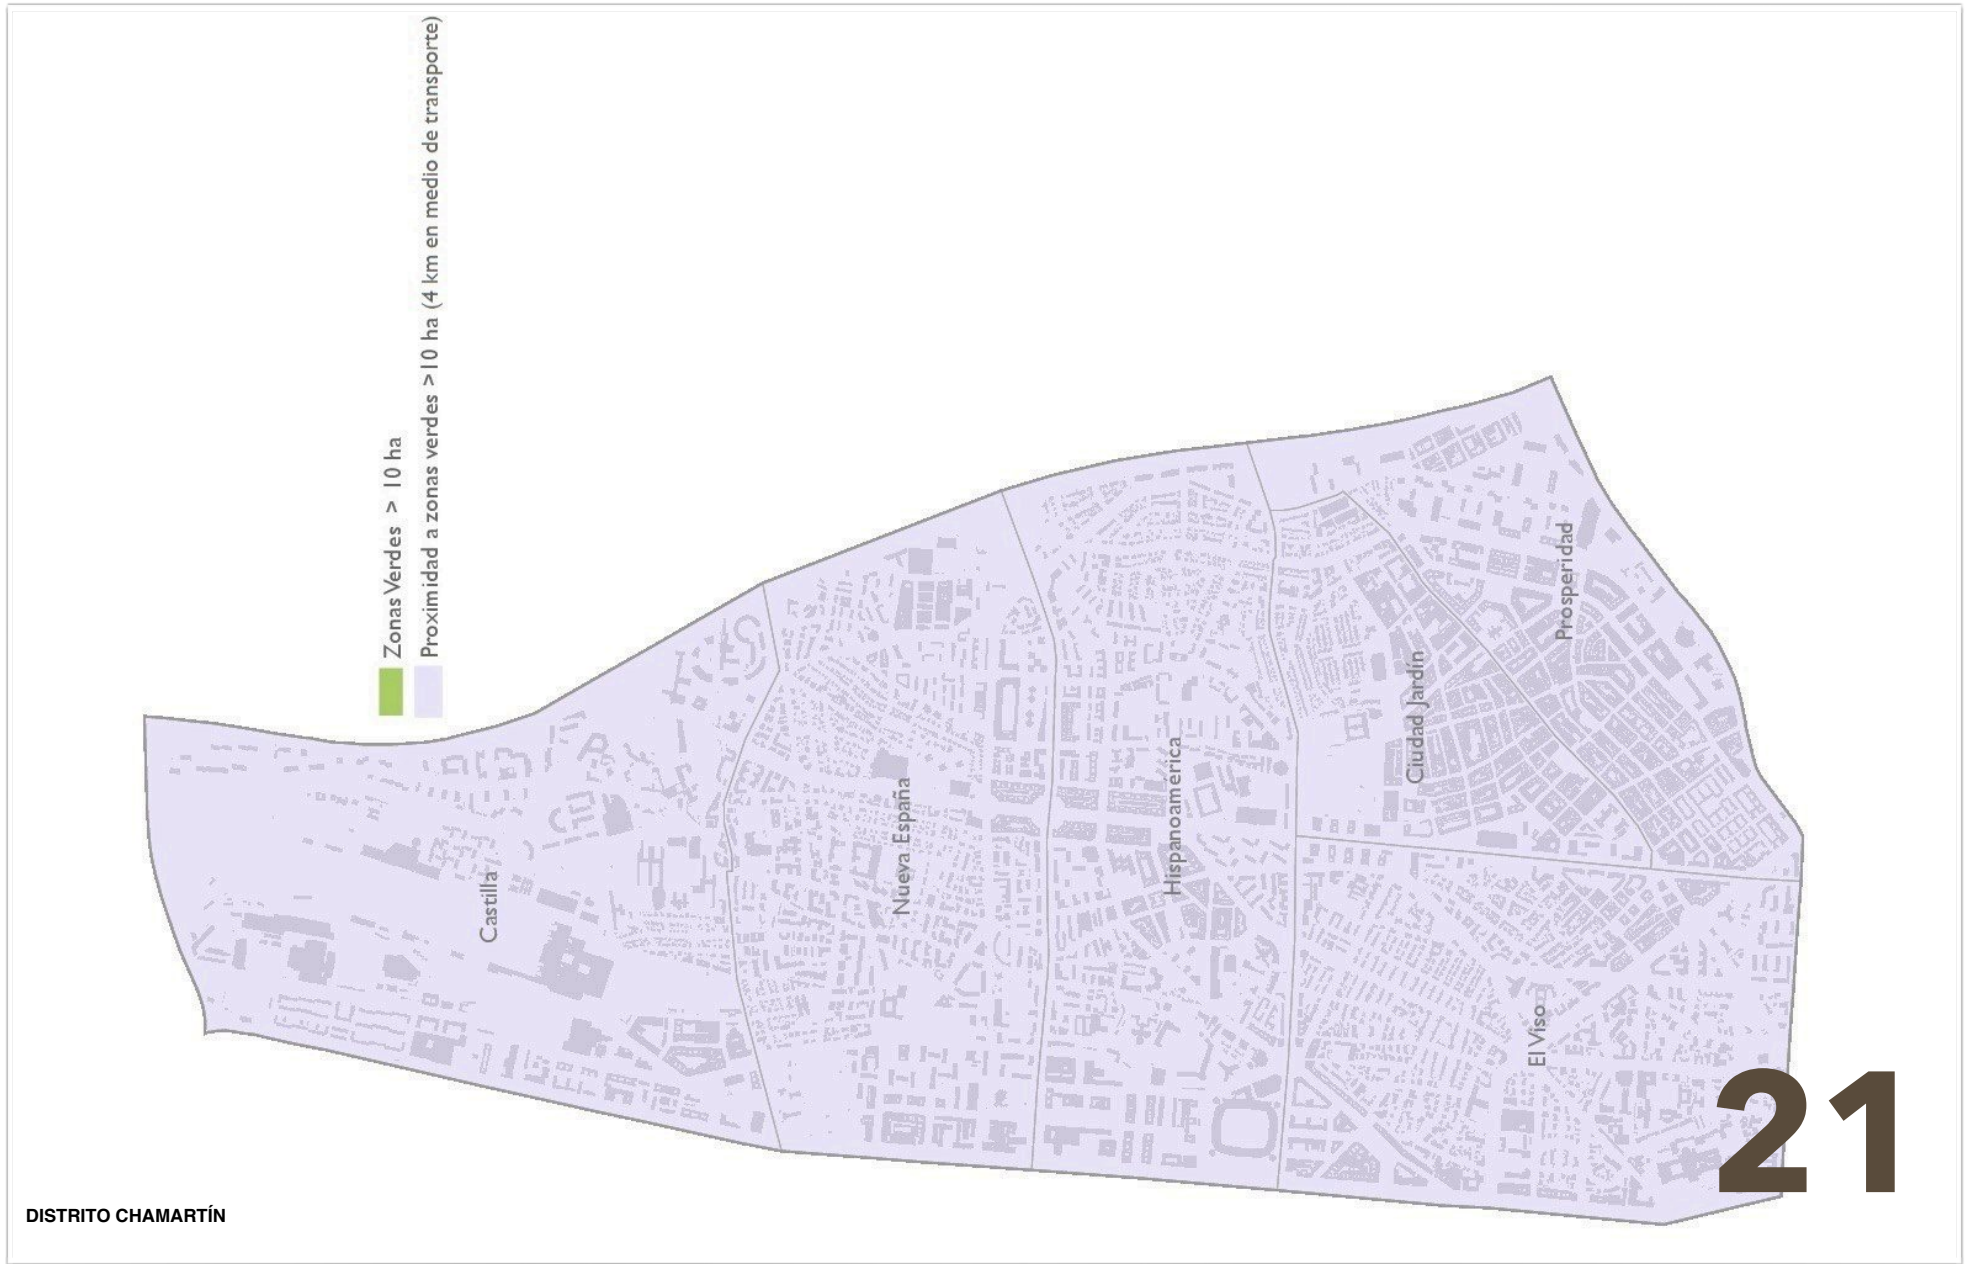 Zonas Verdes > 10 ha
Proximidad a zonas verdes >10 ha (4 km en medio de transporte)
Castilla
Nueva España
Hispanoamérica
Ciudad Jardín
Prosperidad
El Viso
21
DISTRITO CHAMARTÍN